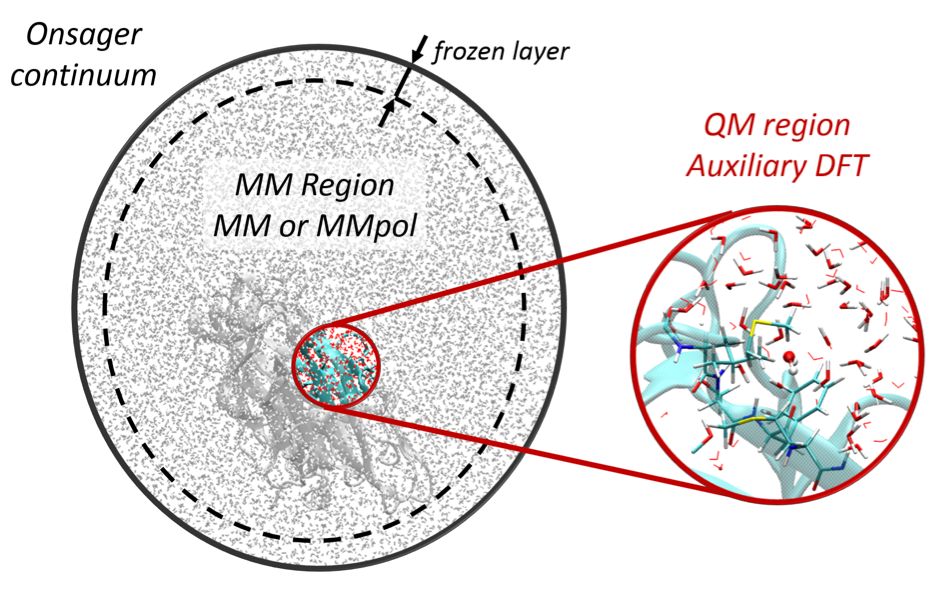 Onsager
continuum
frozen layer
MM Region
MM or MMpol
QM region
Auxiliary DFT